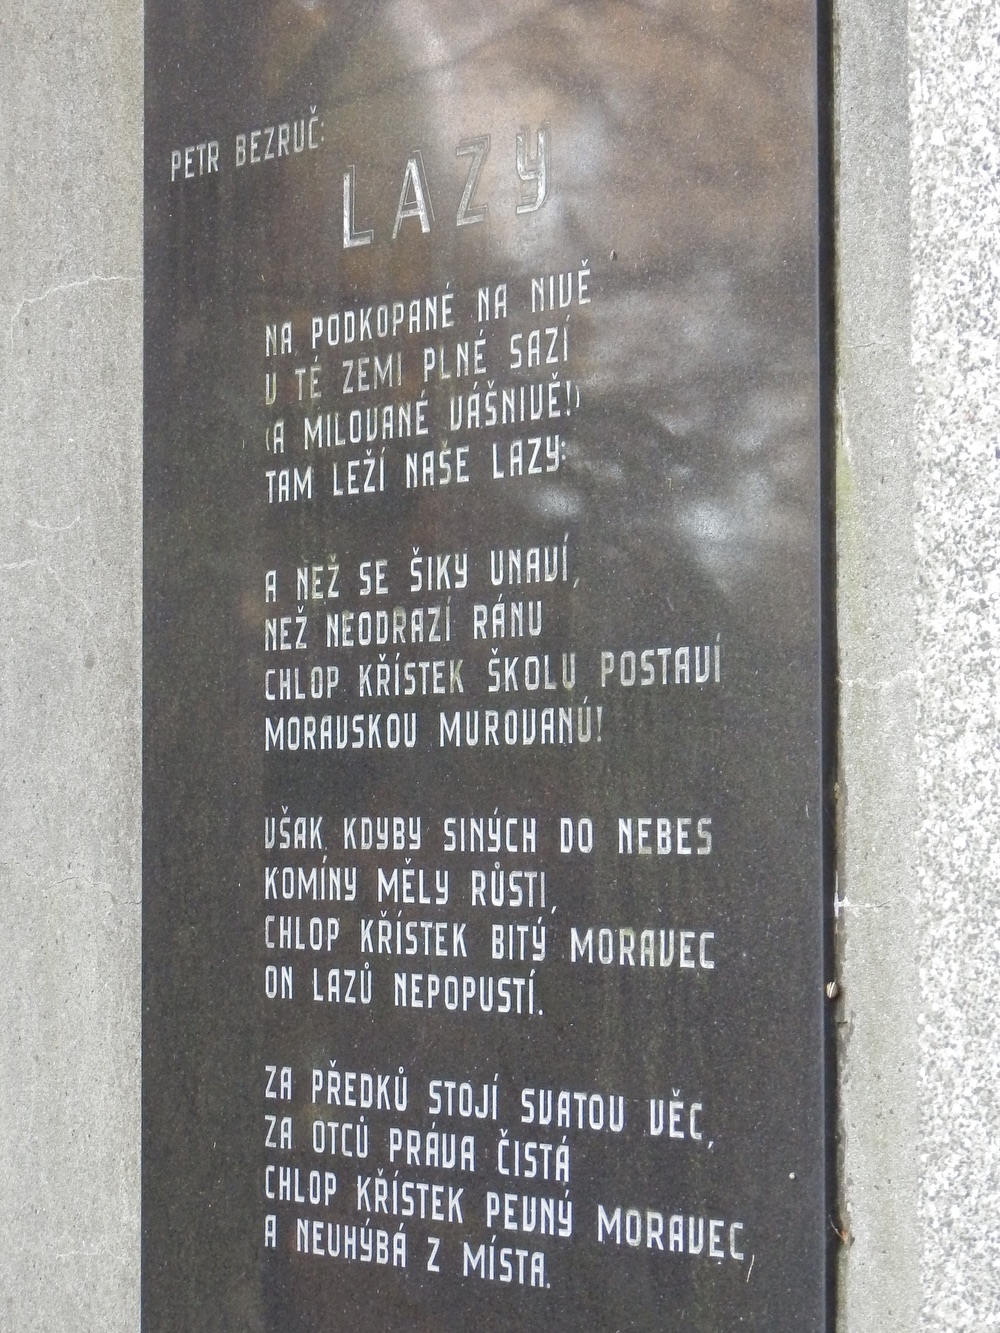 PETR BEZRUČ:
LAZY
NA PODKOPANÉ NA NIVĚ
V TÉ ZEMI PLNÉ SAZÍ
(A MILOVANÉ VÁŠNIVĚ!)
TAM LEŽÍ NAŠE LAZY:
A NEŽ SE ŠIKY UNAVÍ,
NEŽ NEODRAZÍ RÁNU
CHLOP KŘÍSTEK ŠKOLU POSTAVÍ
MORAVSKOU MUROVANÚ!
VŠAK KDYBY SINÝCH DO NEBES
KOMÍNY MĚLY RŮSTI,
CHLOP KŘÍSTEK BITÝ MORAVEC
ON LAZŮ NEPOPUSTÍ.
ZA PŘEDKŮ STOJÍ SVATOU VĚC,
ZA OTCŮ PRÁVA ČISTÁ
CHLOP KŘÍSTEK PEVNÝ MORAVEC,
A NEUHÝBÁ Z MÍSTA.